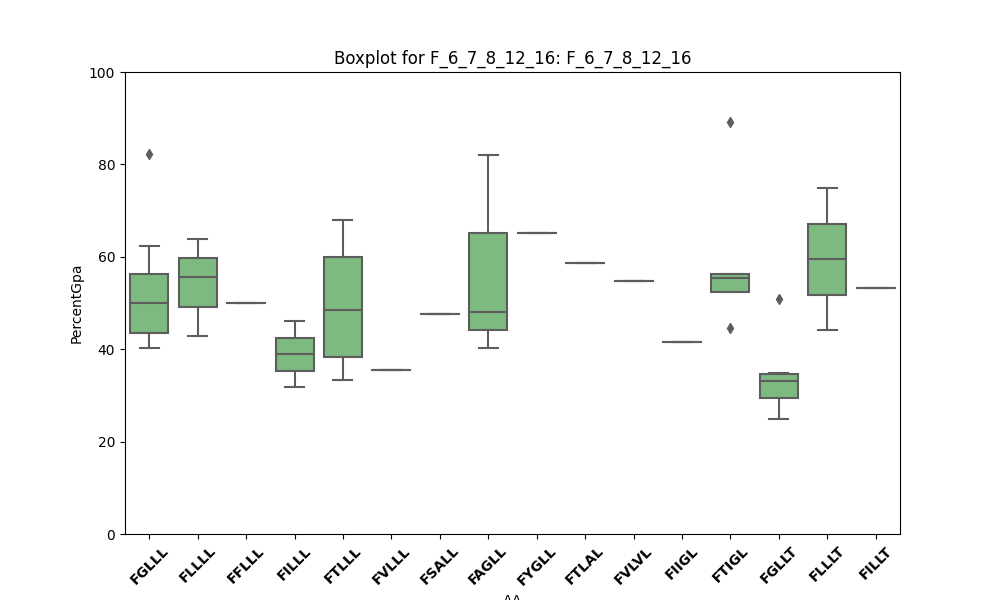 Boxplot for F_6_7_8_12_16: F_6_7_8_12_16
PercentGpa
100
80
60
40
20
0
FGLLL
FLLLL
FFLLL
FILLL
FTLLL
FVLLL
FSALL
FAGLL
FYGLL
FTLAL
FVLVL
FIIGL
FTIGL
FGLLT
FLLLT
FILLT
AA